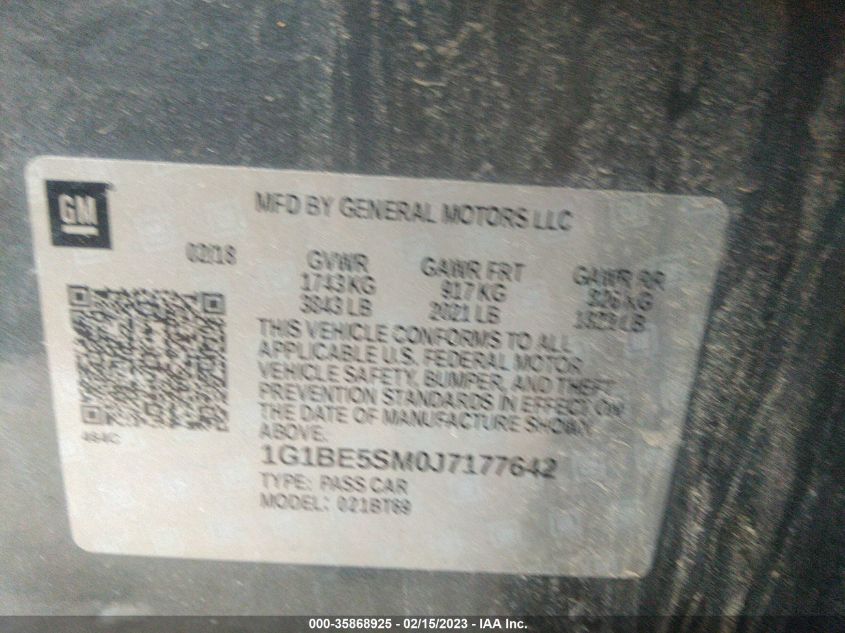 GM
MFD BY GENERAL MOTORS LLC
02/18
GVWR GAWR FRT GAWR RR
1743 KG 917 KG 826 KG
3843 LB 2021 LB 1821 LB
THIS VEHICLE CONFORMS TO ALL
APPLICABLE U.S. FEDERAL MOTOR
VEHICLE SAFETY, BUMPER, AND THEFT
PREVENTION STANDARDS IN EFFECT ON
THE DATE OF MANUFACTURE SHOWN
ABOVE.
484C
1G1BE5SM0J7177642
TYPE: PASS CAR
MODEL: 021BT69
000-35868925 - 02/15/2023 - IAA Inc.